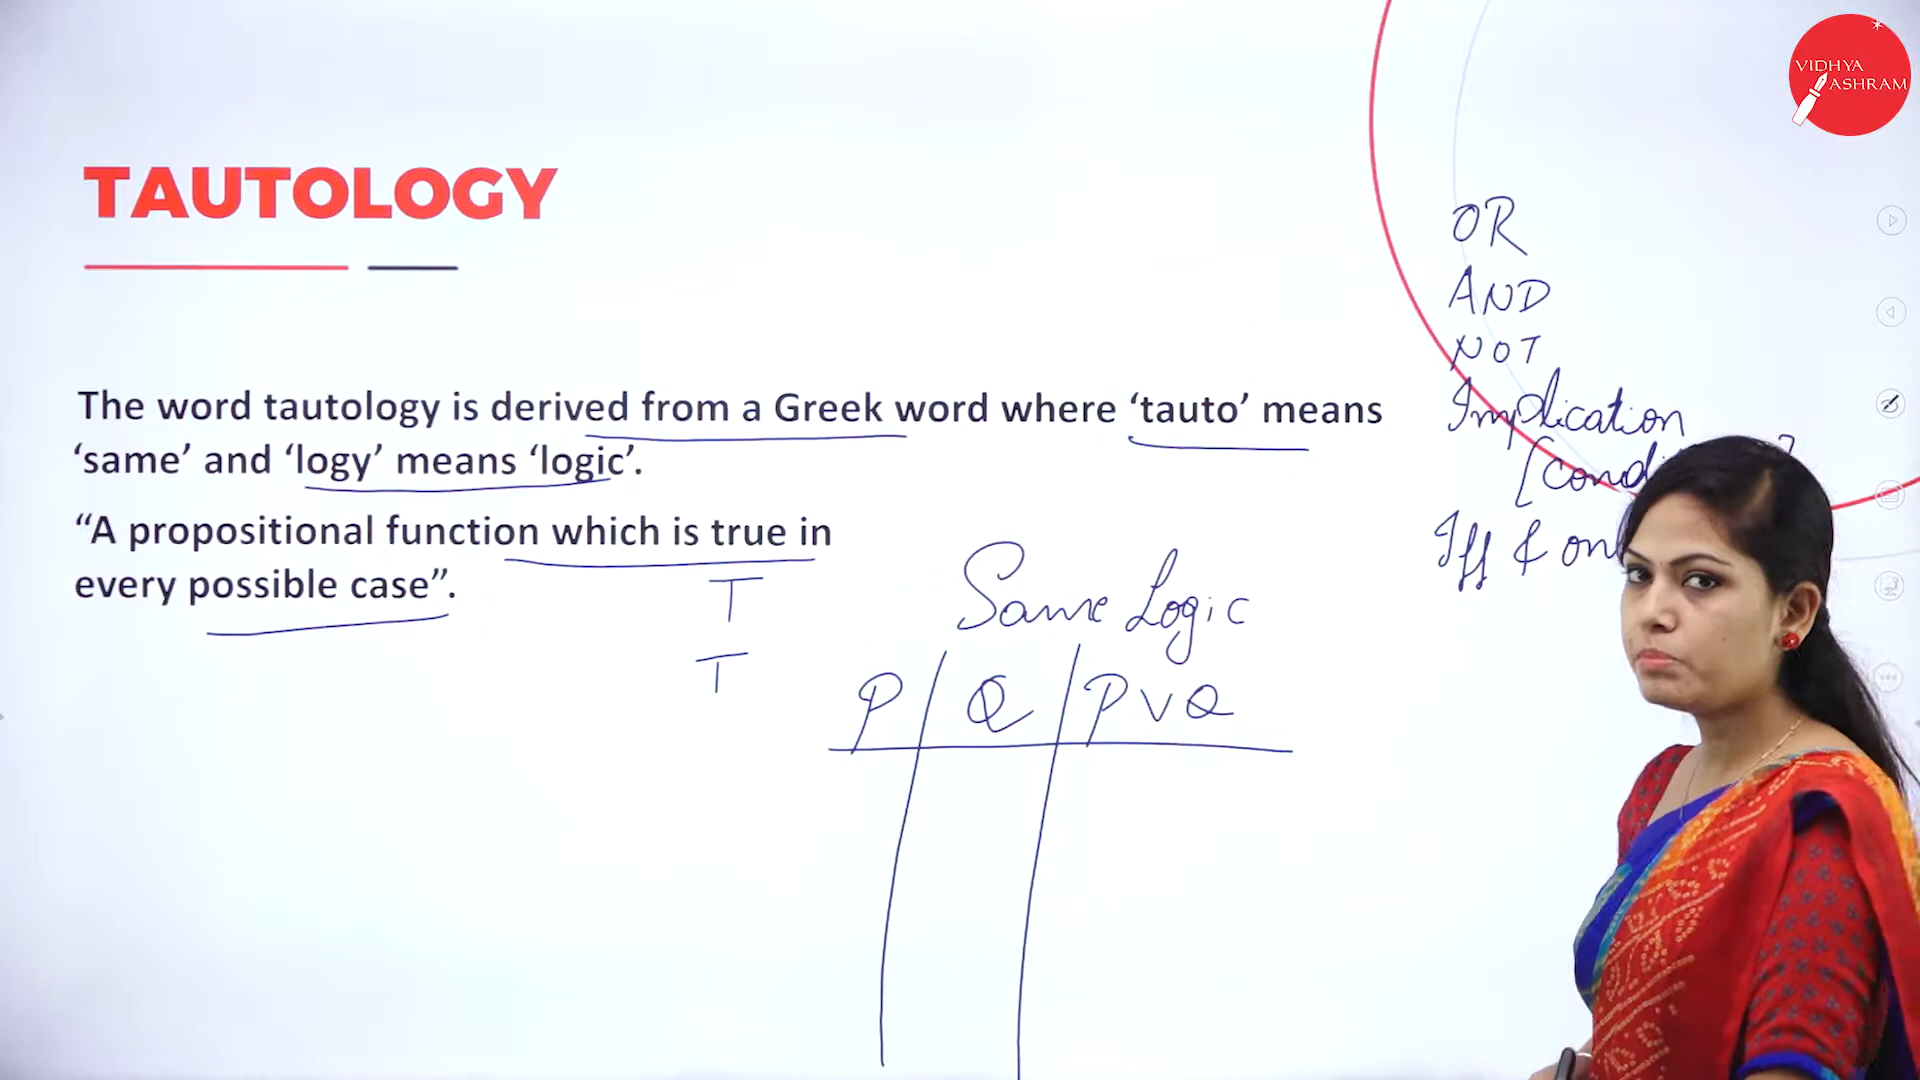 VIDHYA
ASHRAM
TAUTOLOGY
The word tautology is derived from a Greek word where ‘tauto’ means
‘same’ and ‘logy’ means ‘logic’.
“A propositional function which is true in
every possible case”.
T
T
Same Logic
P Q P∨Q
OR
AND
NOT
Implication
Iff &